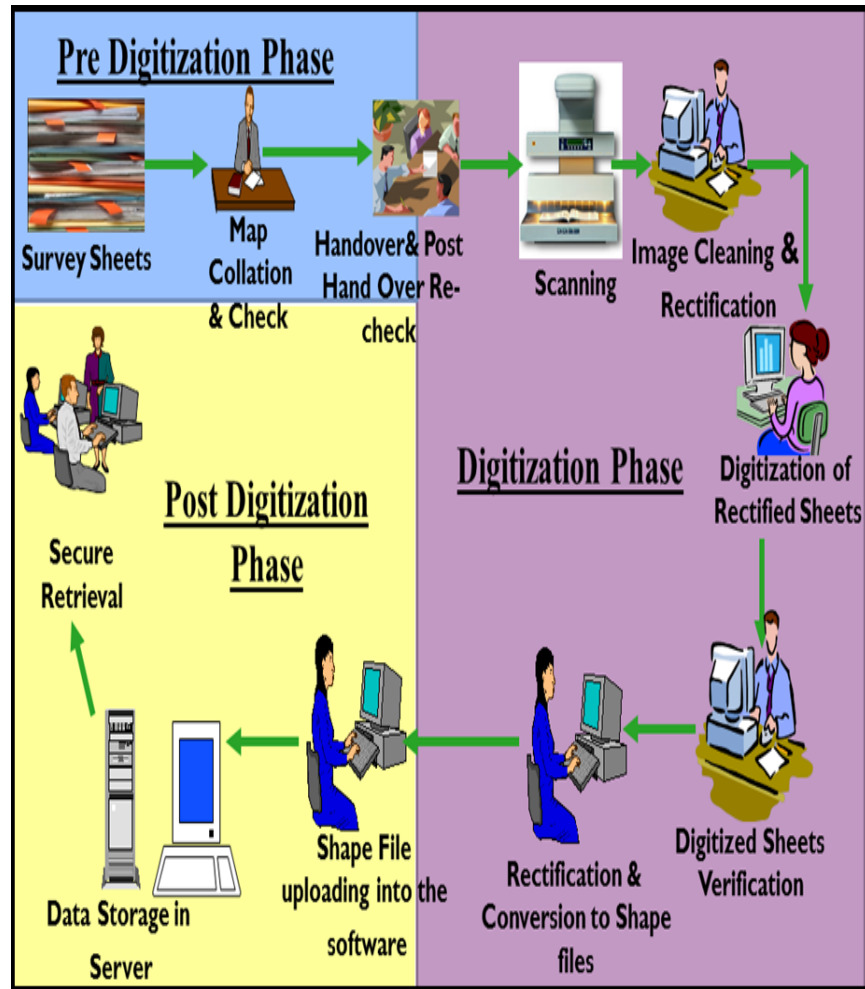 Pre Digitization Phase
Survey Sheets
Map
Collation
& Check
Handover& Post
Hand Over Re-
check
Scanning
Image Cleaning &
Rectification
Digitization of
Rectified Sheets
Digitization Phase
Digitized Sheets
Verification
Rectification &
Conversion to Shape
files
Post Digitization
Phase
Shape File
uploading into the
software
Data Storage in
Server
Secure
Retrieval